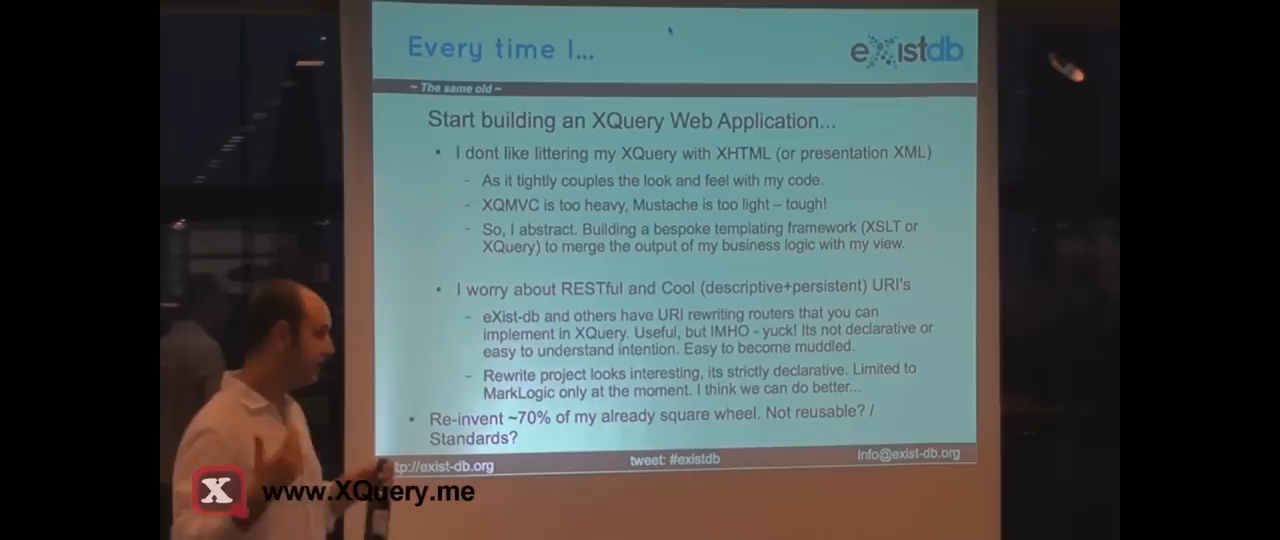 Every time I...
eXistdb
~ The same old ~
Start building an XQuery Web Application...
• I dont like littering my XQuery with XHTML (or presentation XML)
– As it tightly couples the look and feel with my code.
– XQMVC is too heavy, Mustache is too light – tough!
– So, I abstract. Building a bespoke templating framework (XSLT or
XQuery) to merge the output of my business logic with my view.
• I worry about RESTful and Cool (descriptive+persistent) URI's
– eXist-db and others have URI rewriting routers that you can
implement in XQuery. Useful, but IMHO - yuck! Its not declarative or
easy to understand intention. Easy to become muddled.
– Rewrite project looks interesting, its strictly declarative. Limited to
MarkLogic only at the moment. I think we can do better...
• Re-invent ~70% of my already square wheel. Not reusable? /
Standards?
tp://exist-db.org
tweet: #existdb
info@exist-db.org
X
www.XQuery.me